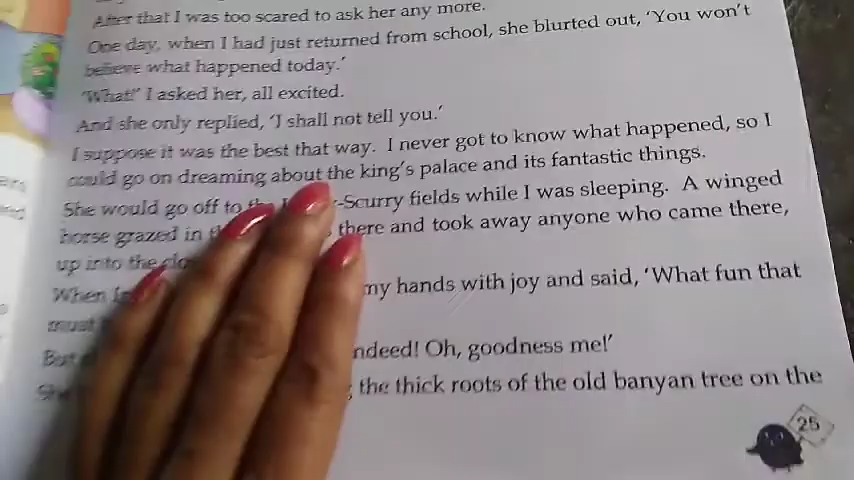 After that I was too scared to ask her any more.
One day, when I had just returned from school, she blurted out, 'You won't
believe what happened today.'
'What!' I asked her, all excited.
And she only replied, 'I shall not tell you.'
I suppose it was the best that way. I never got to know what happened, so I
could go on dreaming about the king's palace and its fantastic things.
She would go off to the -Scurry fields while I was sleeping. A winged
horse grazed in there and took away anyone who came there,
up into the
When my hands with joy and said, 'What fun that
must
But ndeed! Oh, goodness me!'
the thick roots of the old banyan tree on the
25